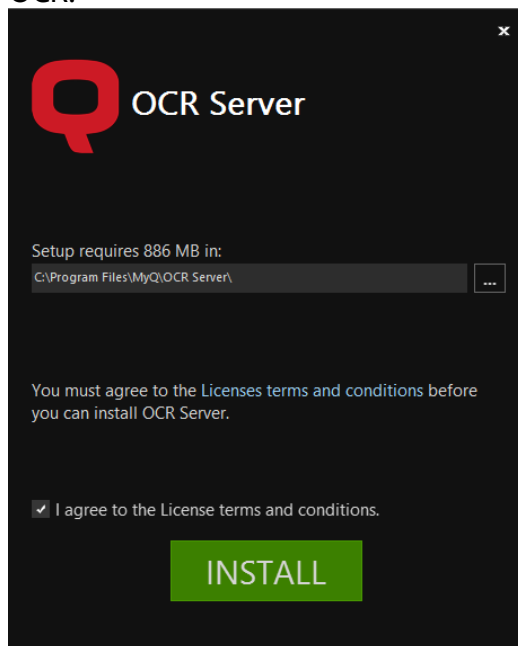 OCR.
x
OCR Server
Setup requires 886 MB in:
C:\Program Files\MyQ\OCR Server\
...
You must agree to the Licenses terms and conditions before
you can install OCR Server.
I agree to the License terms and conditions.
INSTALL